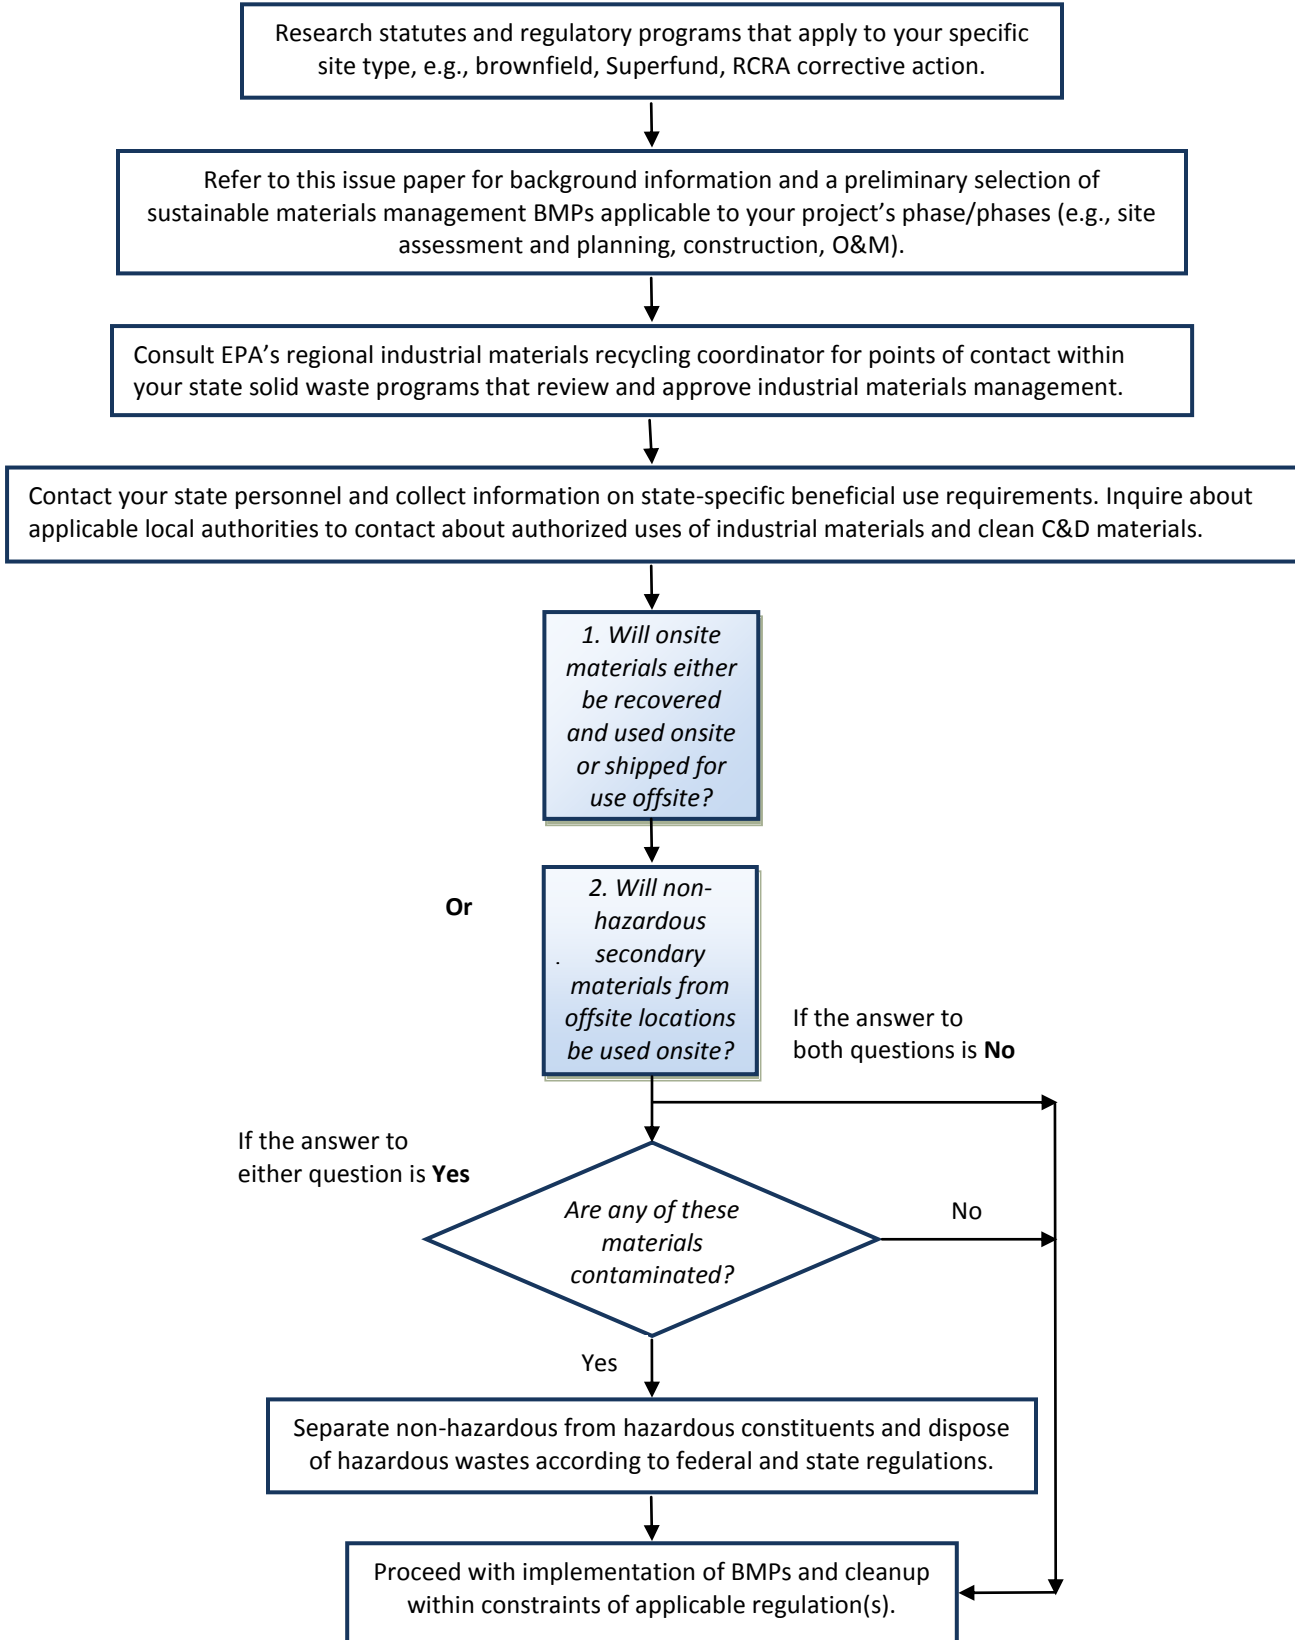 Research statutes and regulatory programs that apply to your specific
site type, e.g., brownfield, Superfund, RCRA corrective action.
Refer to this issue paper for background information and a preliminary selection of
sustainable materials management BMPs applicable to your project’s phase/phases (e.g., site
assessment and planning, construction, O&M).
Consult EPA’s regional industrial materials recycling coordinator for points of contact within
your state solid waste programs that review and approve industrial materials management.
Contact your state personnel and collect information on state-specific beneficial use requirements. Inquire about
applicable local authorities to contact about authorized uses of industrial materials and clean C&D materials.
1. Will onsite
materials either
be recovered
and used onsite
or shipped for
use offsite?
Or
2. Will non-
hazardous
secondary
materials from
offsite locations
be used onsite?
.
If the answer to
both questions is No
If the answer to
either question is Yes
Are any of these
materials
contaminated?
No
Yes
Separate non-hazardous from hazardous constituents and dispose
of hazardous wastes according to federal and state regulations.
Proceed with implementation of BMPs and cleanup
within constraints of applicable regulation(s).